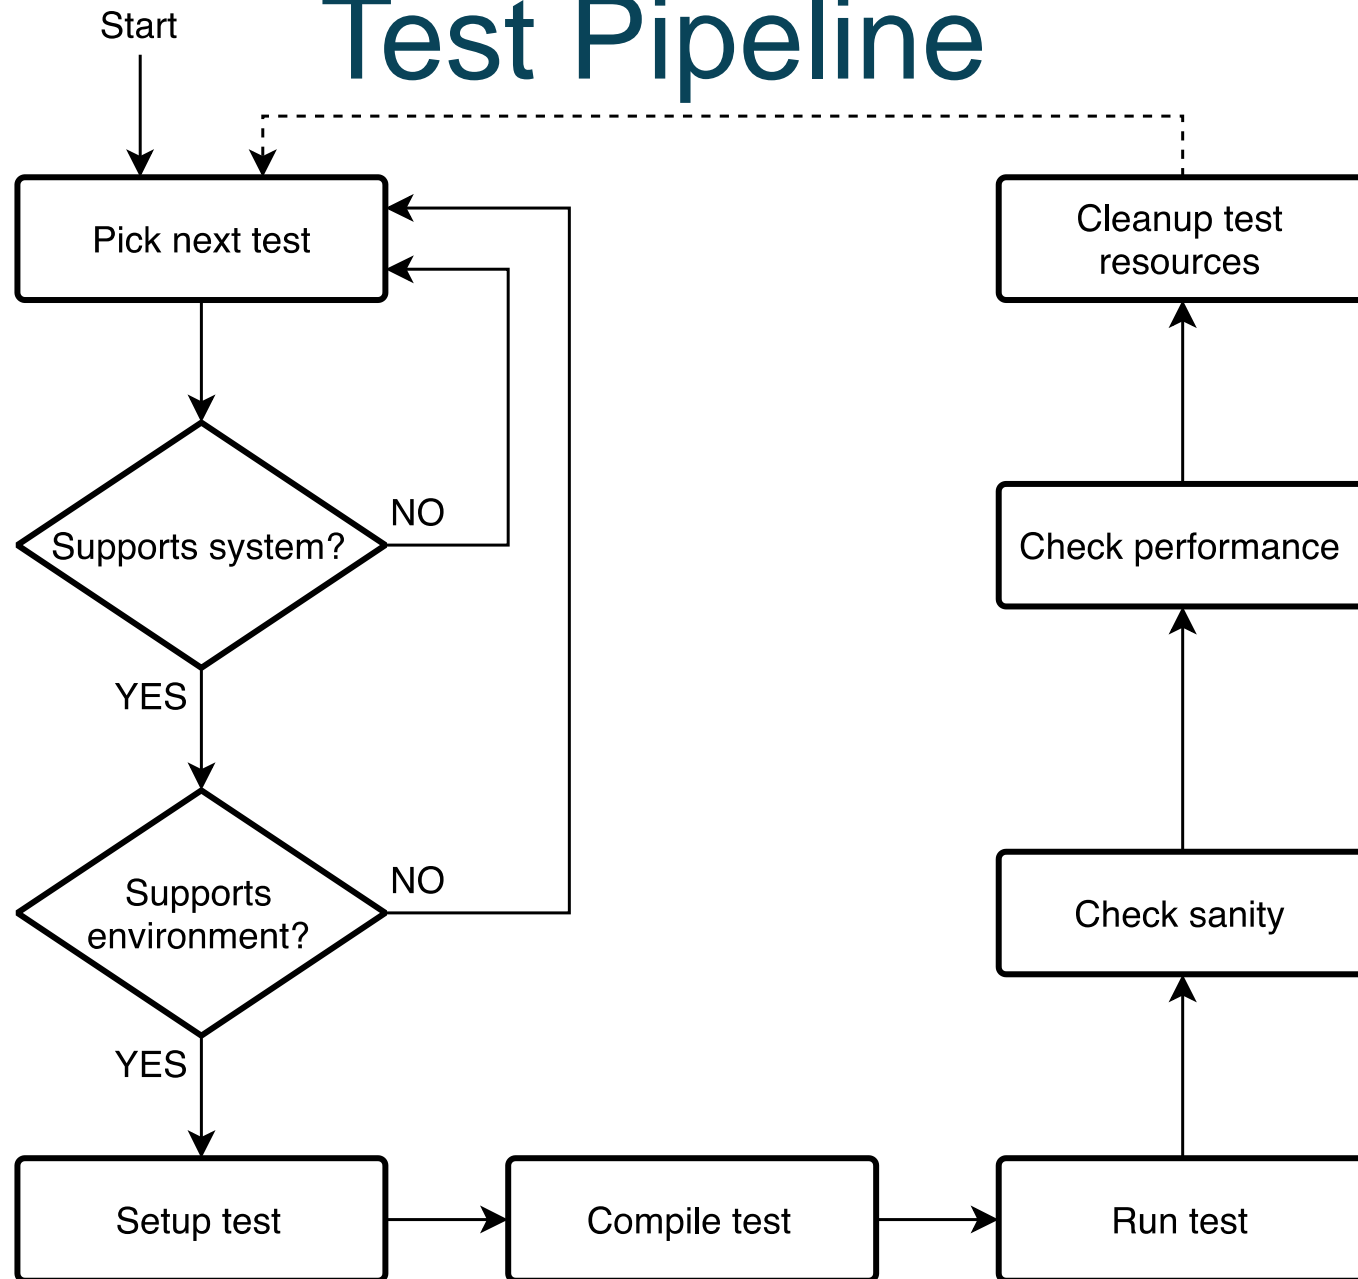 Test Pipeline
Start
Pick next test
Supports system?
NO
YES
Supports
environment?
NO
YES
Setup test
Compile test
Run test
Check sanity
Check performance
Cleanup test
resources